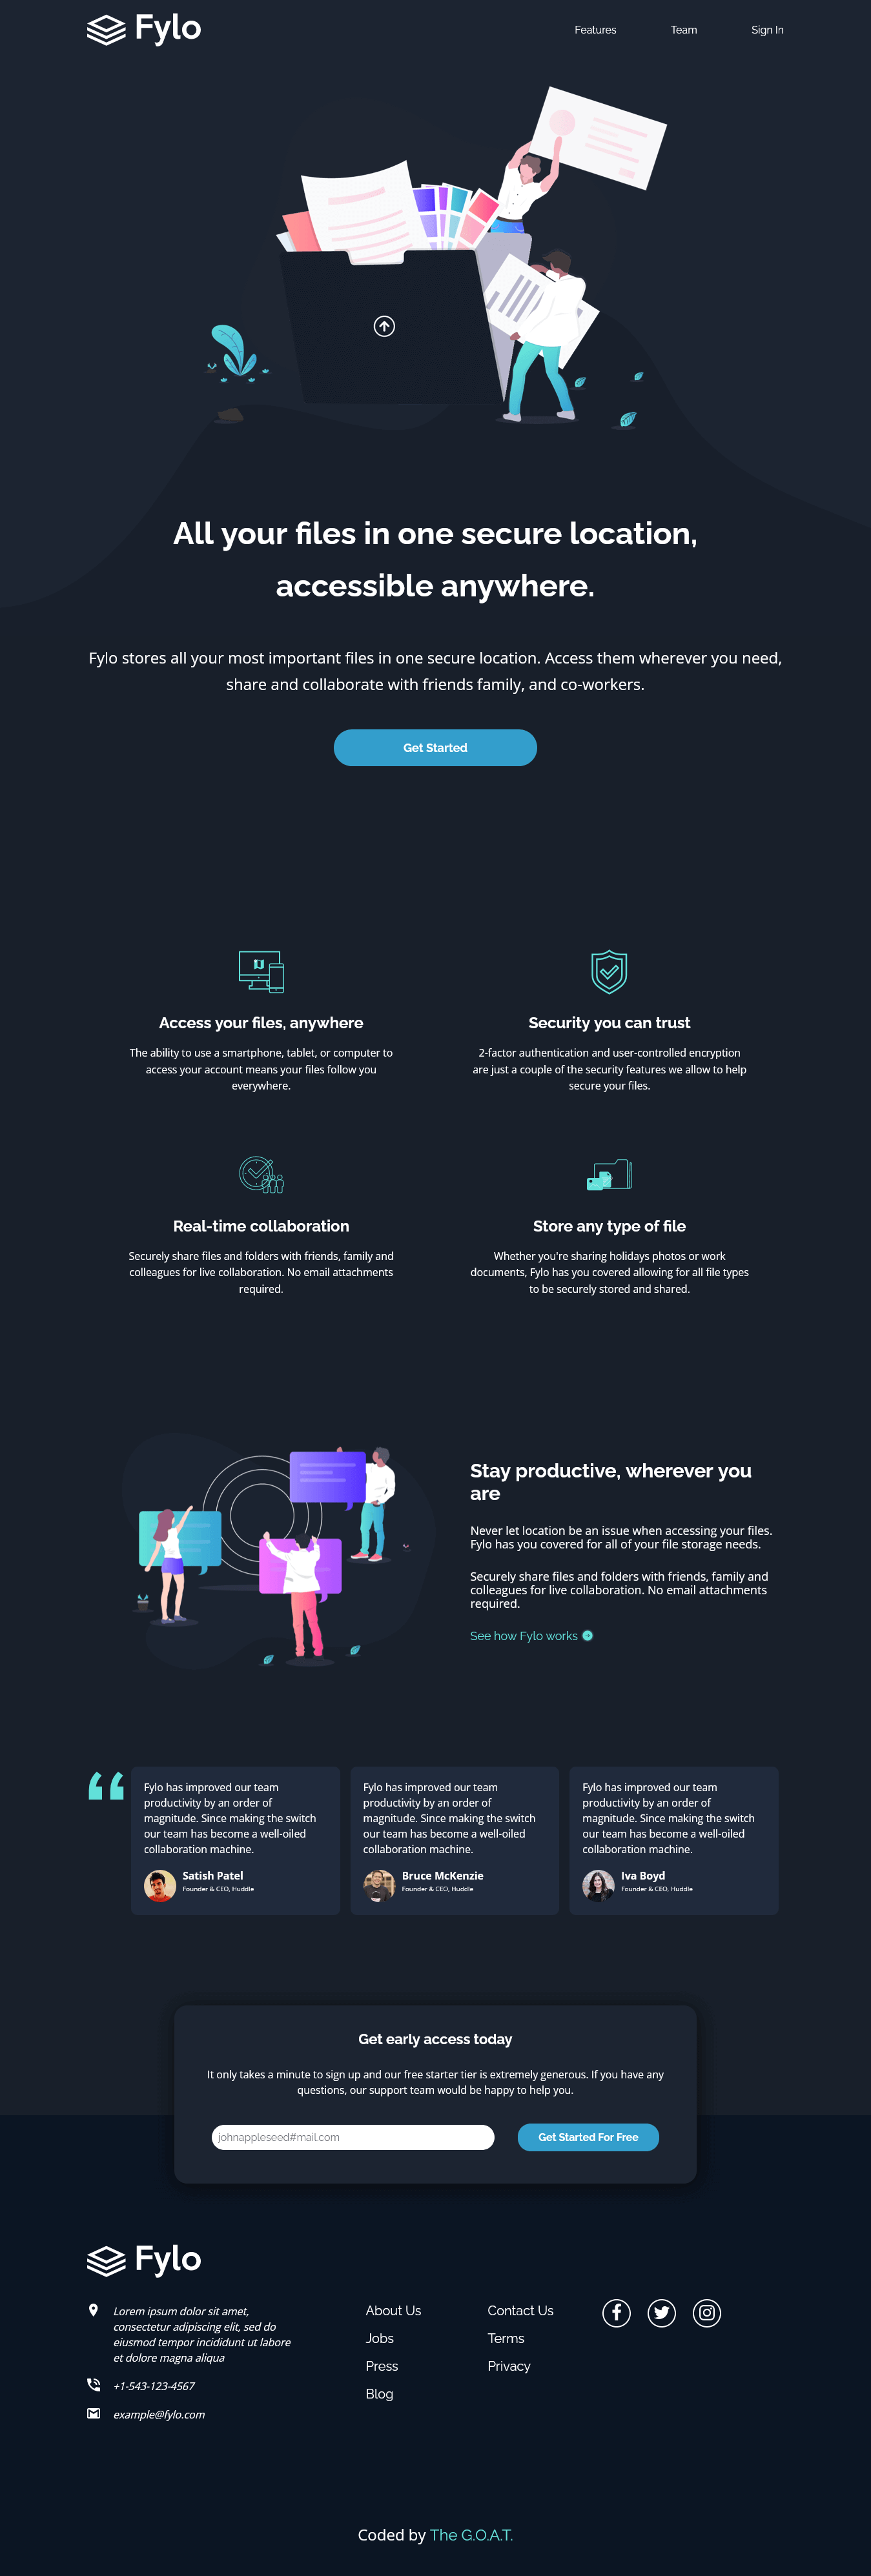 Fylo
Features
Team
Sign In
All your files in one secure location,
accessible anywhere.
Fylo stores all your most important files in one secure location. Access them wherever you need,
share and collaborate with friends family, and co-workers.
Get Started
Access your files, anywhere
The ability to use a smartphone, tablet, or computer to
access your account means your files follow you
everywhere.
Security you can trust
2-factor authentication and user-controlled encryption
are just a couple of the security features we allow to help
secure your files.
Real-time collaboration
Securely share files and folders with friends, family and
colleagues for live collaboration. No email attachments
required.
Store any type of file
Whether you're sharing holidays photos or work
documents, Fylo has you covered allowing for all file types
to be securely stored and shared.
Stay productive, wherever you
are
Never let location be an issue when accessing your files.
Fylo has you covered for all of your file storage needs.
Securely share files and folders with friends, family and
colleagues for live collaboration. No email attachments
required.
See how Fylo works
Fylo has improved our team
productivity by an order of
magnitude. Since making the switch
our team has become a well-oiled
collaboration machine.
Satish Patel
Founder & CEO, Huddle
Fylo has improved our team
productivity by an order of
magnitude. Since making the switch
our team has become a well-oiled
collaboration machine.
Bruce McKenzie
Founder & CEO, Huddle
Fylo has improved our team
productivity by an order of
magnitude. Since making the switch
our team has become a well-oiled
collaboration machine.
Iva Boyd
Founder & CEO, Huddle
Get early access today
It only takes a minute to sign up and our free starter tier is extremely generous. If you have any
questions, our support team would be happy to help you.
johnappleseed#mail.com
Get Started For Free
Fylo
Lorem ipsum dolor sit amet,
consectetur adipiscing elit, sed do
eiusmod tempor incididunt ut labore
et dolore magna aliqua
+1-543-123-4567
example@fylo.com
About Us
Jobs
Press
Blog
Contact Us
Terms
Privacy
Coded by The G.O.A.T.